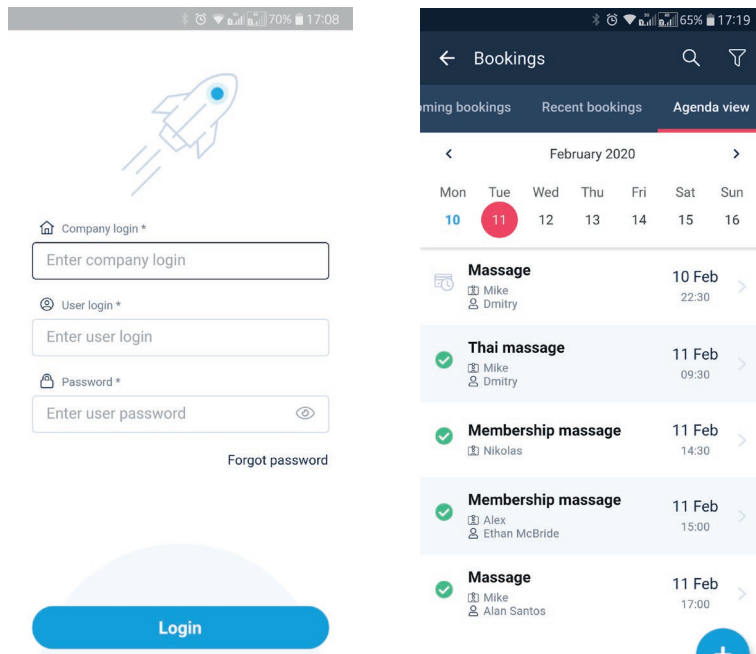 70% 17:08
Company login *
Enter company login
User login *
Enter user login
Password *
Enter user password
Forgot password
Login
65% 17:19
Bookings
oming bookings Recent bookings Agenda view
February 2020
Mon Tue Wed Thu Fri Sat Sun
10 11 12 13 14 15 16
Massage 10 Feb
Mike 22:30
Dmitry
Thai massage 11 Feb
Mike 09:30
Dmitry
Membership massage 11 Feb
Nikolas 14:30
Membership massage 11 Feb
Alex 15:00
Ethan McBride
Massage 11 Feb
Mike 17:00
Alan Santos